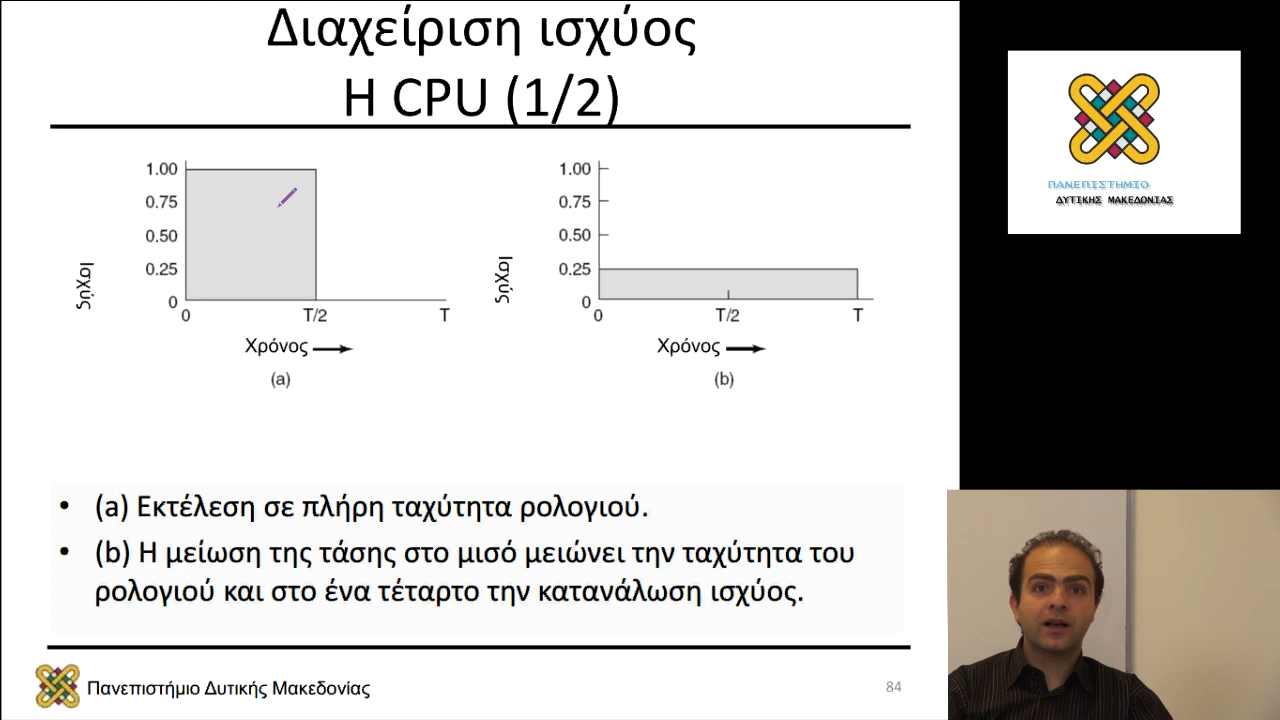 Διαχείριση ισχύος
Η CPU (1/2)
1.00
0.75
0.50
0.25
0
Ισχύς
0
T/2
T
Χρόνος
(a)
1.00
0.75
0.50
0.25
0
Ισχύς
0
T/2
T
Χρόνος
(b)
• (a) Εκτέλεση σε πλήρη ταχύτητα ρολογιού.
• (b) Η μείωση της τάσης στο μισό μειώνει την ταχύτητα του
ρολογιού και στο ένα τέταρτο την κατανάλωση ισχύος.
Πανεπιστήμιο Δυτικής Μακεδονίας
84
ΠΑΝΕΠΙΣΤΗΜΙΟ
ΔΥΤΙΚΗΣ ΜΑΚΕΔΟΝΙΑΣ